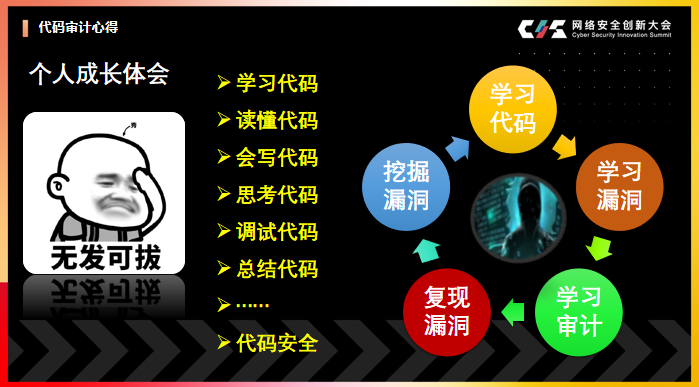 代码审计心得
CIS
网络安全创新大会
Cyber Security Innovation Summit
个人成长体会
秀
无发可拔
学习代码
读懂代码
会写代码
思考代码
调试代码
总结代码
……
代码安全
学习
代码
学习
漏洞
学习
审计
复现
漏洞
挖掘
漏洞